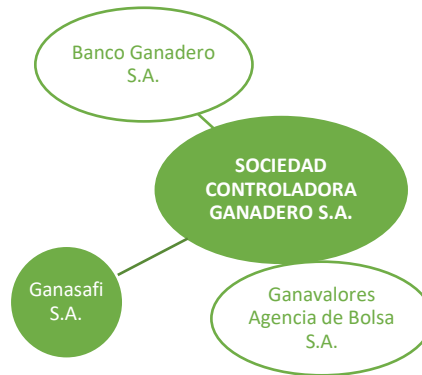 Banco Ganadero
S.A.
SOCIEDAD
CONTROLADORA
GANADERO S.A.
Ganasafi
S.A.
Ganavalores
Agencia de Bolsa
S.A.